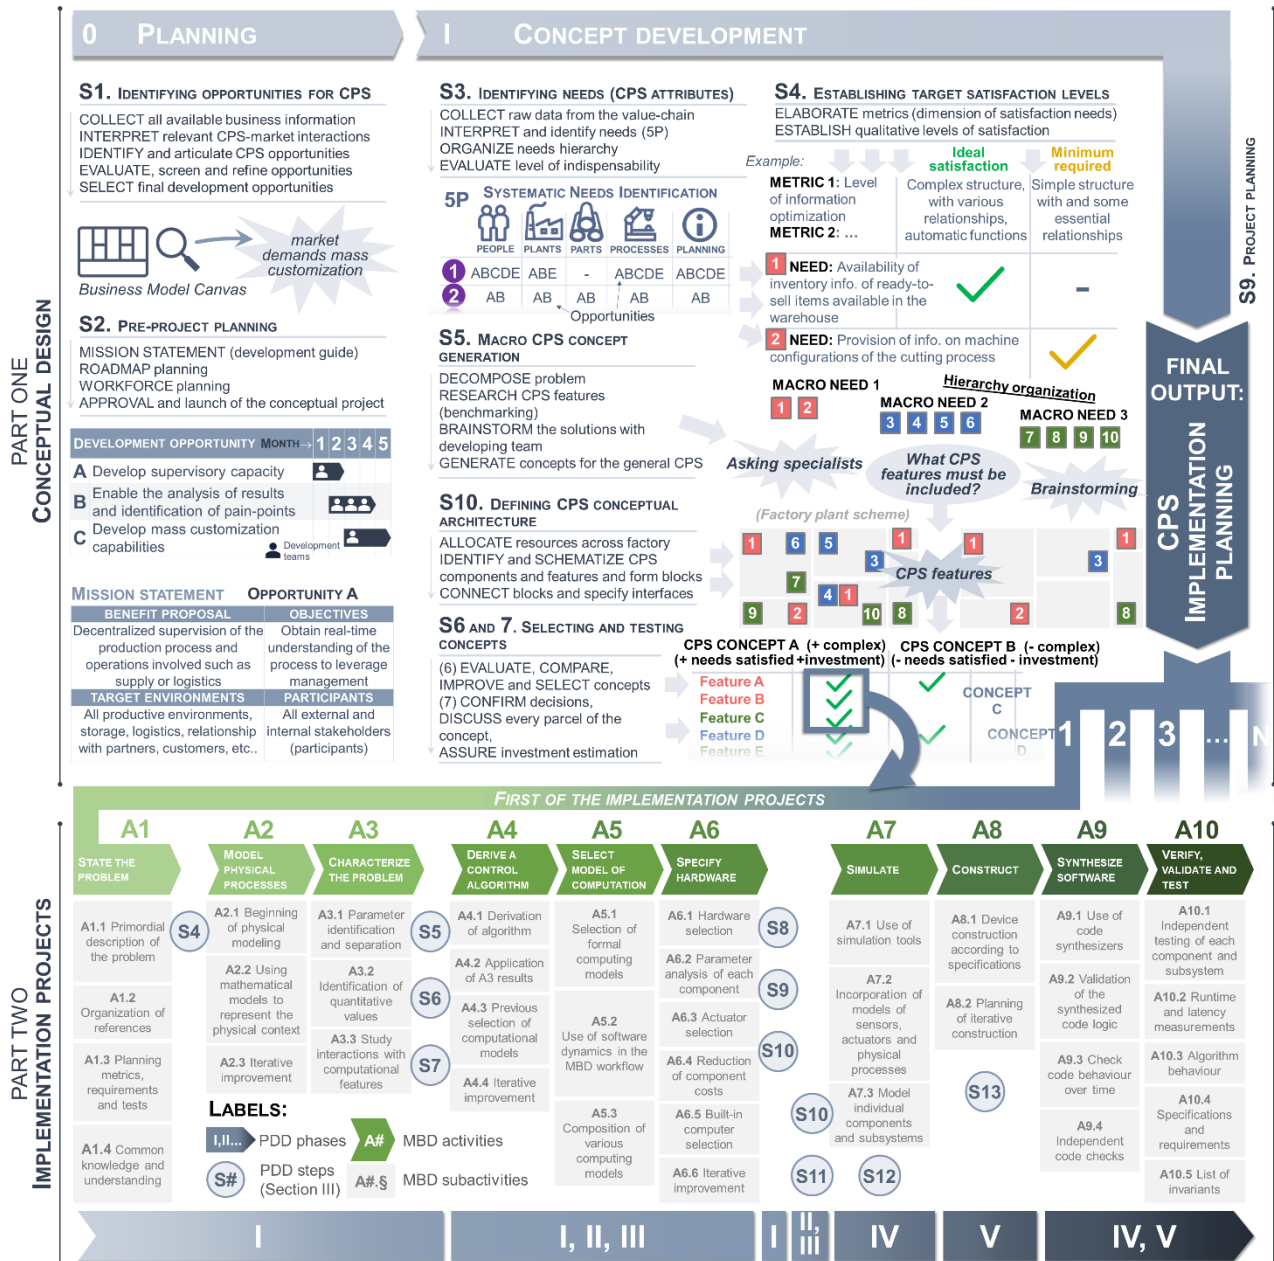 0 PLANNING
I CONCEPT DEVELOPMENT
PART ONE
CONCEPTUAL DESIGN
S1. IDENTIFYING OPPORTUNITIES FOR CPS
COLLECT all available business information
INTERPRET relevant CPS-market interactions
IDENTIFY and articulate CPS opportunities
EVALUATE, screen and refine opportunities
SELECT final development opportunities
market
demands mass
customization
Business Model Canvas
S2. PRE-PROJECT PLANNING
MISSION STATEMENT (development guide)
ROADMAP planning
WORKFORCE planning
APPROVAL and launch of the conceptual project
DEVELOPMENT OPPORTUNITY MONTH→ 1 2 3 4 5
A Develop supervisory capacity
B Enable the analysis of results
and identification of pain-points
C Develop mass customization
capabilities
Development
teams
MISSION STATEMENT OPPORTUNITY A
BENEFIT PROPOSAL
Decentralized supervision of the
production process and
operations involved such as
supply or logistics
OBJECTIVES
Obtain real-time
understanding of the
process to leverage
management
TARGET ENVIRONMENTS
All productive environments,
storage, logistics, relationship
with partners, customers, etc..
PARTICIPANTS
All external and
internal stakeholders
(participants)
S3. IDENTIFYING NEEDS (CPS ATTRIBUTES)
COLLECT raw data from the value-chain
INTERPRET and identify needs (5P)
ORGANIZE needs hierarchy
EVALUATE level of indispensability
5P SYSTEMATIC NEEDS IDENTIFICATION
PEOPLE PLANTS PARTS PROCESSES PLANNING
1 ABCDE ABE - ABCDE ABCDE
2 AB AB AB AB AB
Opportunities
S4. ESTABLISHING TARGET SATISFACTION LEVELS
ELABORATE metrics (dimension of satisfaction needs)
ESTABLISH qualitative levels of satisfaction
Example:
Ideal
satisfaction
Minimum
required
METRIC 1: Level
of information
optimization
METRIC 2: ...
Complex structure,
with various
relationships,
automatic functions
Simple structure
with and some
essential
relationships
1 NEED: Availability of
inventory info. of ready-to-
sell items available in the
warehouse
-
2 NEED: Provision of info. on machine
configurations of the cutting process
S5. MACRO CPS CONCEPT
GENERATION
DECOMPOSE problem
RESEARCH CPS features
(benchmarking)
BRAINSTORM the solutions with
developing team
GENERATE concepts for the general CPS
Hierarchy organization
MACRO NEED 1
1 2
MACRO NEED 2
3 4 5 6
MACRO NEED 3
7 8 9 10
Asking specialists
What CPS
features must be
included?
Brainstorming
S10. DEFINING CPS CONCEPTUAL
ARCHITECTURE
ALLOCATE resources across factory
IDENTIFY and SCHEMATIZE CPS
components and features and form blocks
CONNECT blocks and specify interfaces
(Factory plant scheme)
1 6 5 1 1 1
3 3
CPS features
7
4 1
9 2 10 8 2 8
S6 AND 7. SELECTING AND TESTING
CONCEPTS
(6) EVALUATE, COMPARE,
IMPROVE and SELECT concepts
(7) CONFIRM decisions,
DISCUSS every parcel of the
concept,
ASSURE investment estimation
CPS CONCEPT A (+ complex)
(+ needs satisfied +investment)
CPS CONCEPT B (- complex)
(- needs satisfied - investment)
Feature A
Feature B
Feature C
Feature D
Feature E
CONCEPT
C
CONCEPT
D
S9. PROJECT PLANNING
FINAL
OUTPUT:
CPS
IMPLEMENTATION
PLANNING
1 2 3 ... N
FIRST OF THE IMPLEMENTATION PROJECTS
PART TWO
IMPLEMENTATION PROJECTS
A1
STATE THE
PROBLEM
A1.1 Primordial
description of
the problem
A1.2
Organization of
references
A1.3 Planning
metrics,
requirements
and tests
A1.4 Common
knowledge and
understanding
S4
A2
MODEL
PHYSICAL
PROCESSES
A2.1 Beginning
of physical
modeling
A2.2 Using
mathematical
models to
represent the
physical context
A2.3 Iterative
improvement
A3
CHARACTERIZE
THE PROBLEM
A3.1 Parameter
identification
and separation
A3.2
Identification of
quantitative
values
A3.3 Study
interactions with
computational
features
S5
S6
S7
A4
DERIVE A
CONTROL
ALGORITHM
A4.1 Derivation
of algorithm
A4.2 Application
of A3 results
A4.3 Previous
selection of
computational
models
A4.4 Iterative
improvement
A5
SELECT
MODEL OF
COMPUTATION
A5.1
Selection of
formal
computing
models
A5.2
Use of software
dynamics in the
MBD workflow
A5.3
Composition of
various
computing
models
A6
SPECIFY
HARDWARE
A6.1 Hardware
selection
A6.2 Parameter
analysis of each
component
A6.3 Actuator
selection
A6.4 Reduction
of component
costs
A6.5 Built-in
computer
selection
A6.6 Iterative
improvement
S8
S9
S10
S10
S11
A7
SIMULATE
A7.1 Use of
simulation tools
A7.2
Incorporation of
models of
sensors,
actuators and
physical
processes
A7.3 Model
individual
components
and subsystems
S12
A8
CONSTRUCT
A8.1 Device
construction
according to
specifications
A8.2 Planning
of iterative
construction
S13
A9
SYNTHESIZE
SOFTWARE
A9.1 Use of
code
synthesizers
A9.2 Validation
of the
synthesized
code logic
A9.3 Check
code behaviour
over time
A9.4
Independent
code checks
A10
VERIFY,
VALIDATE AND
TEST
A10.1
Independent
testing of each
component and
subsystem
A10.2 Runtime
and latency
measurements
A10.3 Algorithm
behaviour
A10.4
Specifications
and
requirements
A10.5 List of
invariants
LABELS:
I,II... PDD phases
A# MBD activities
S# PDD steps
(Section III)
A#.§ MBD subactivities
I
I, II, III
I
II,
III
IV
V
IV, V